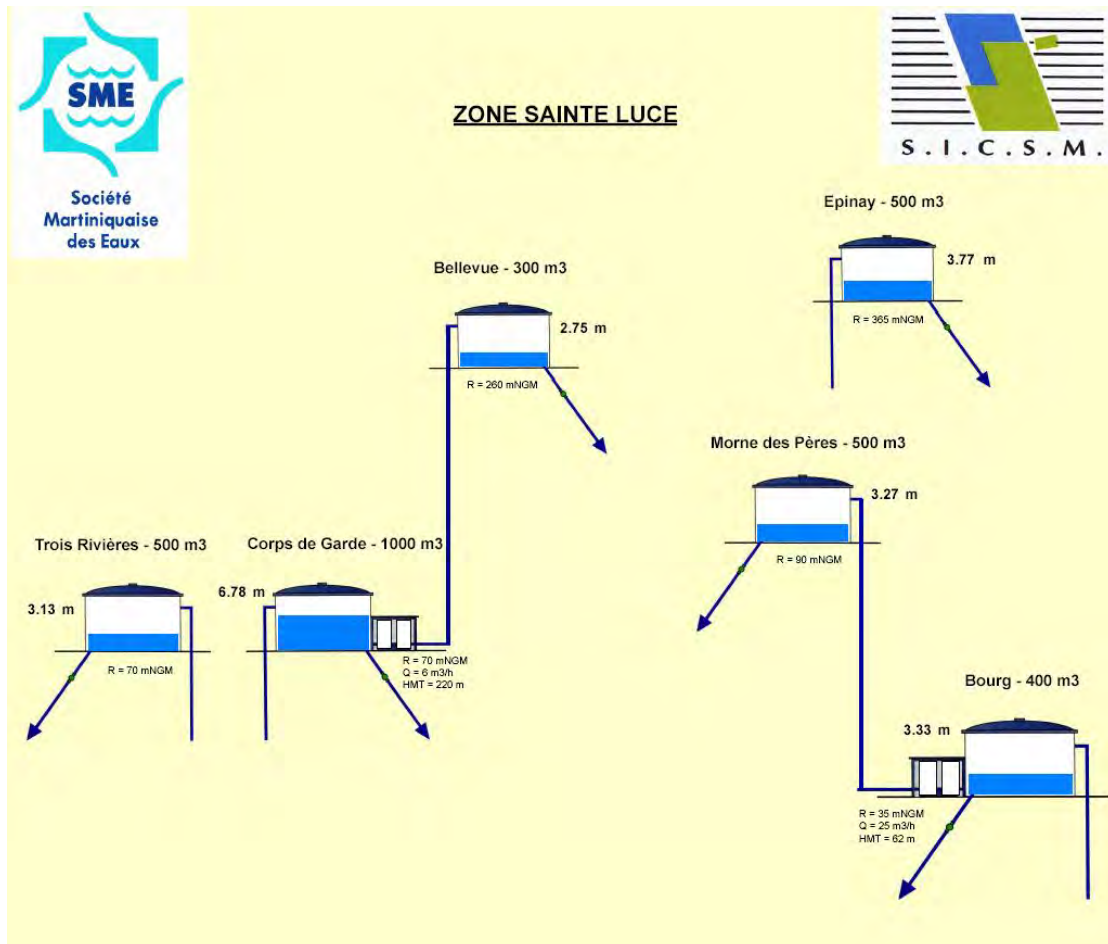 SME
Société
Martiniquaise
des Eaux
ZONE SAINTE LUCE
S.I.C.S.M.
Epinay - 500 m3
3.77 m
R = 365 mNGM
Bellevue - 300 m3
2.75 m
R = 260 mNGM
Morne des Pères - 500 m3
3.27 m
R = 90 mNGM
Trois Rivières - 500 m3
3.13 m
R = 70 mNGM
Corps de Garde - 1000 m3
6.78 m
R = 70 mNGM
Q = 6 m3/h
HMT = 220 m
Bourg - 400 m3
3.33 m
R = 35 mNGM
Q = 25 m3/h
HMT = 62 m